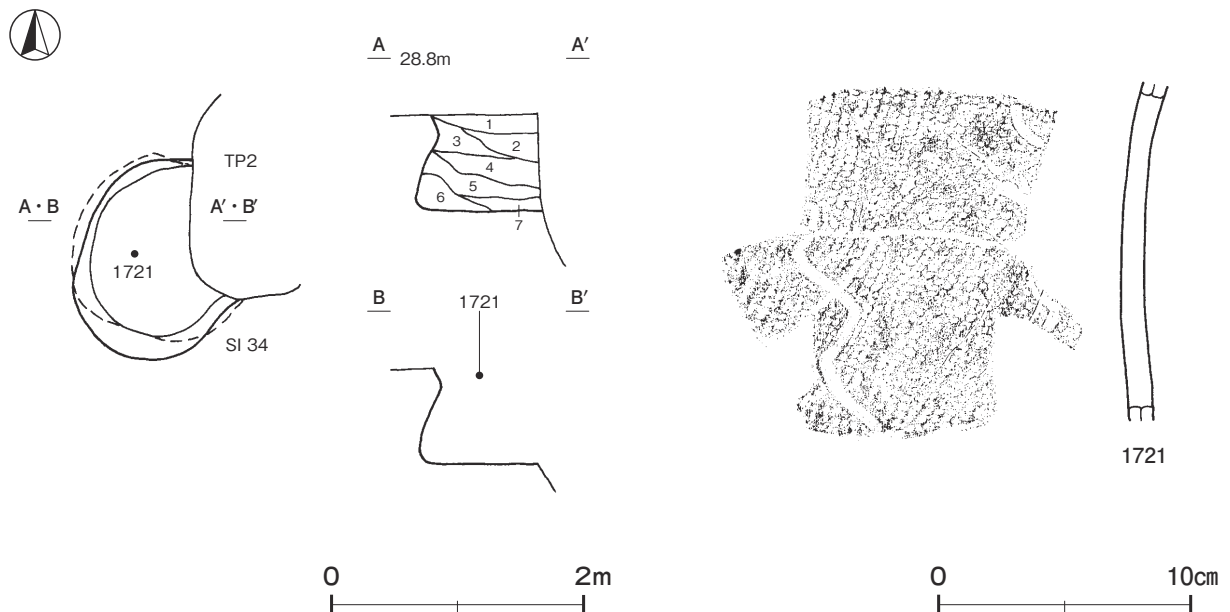 A 28.8m A′
1
2
3
4
5
6
7
TP2
A・B A′・B′
1721
SI 34
B 1721 B′
1721
0 2m
0 10cm